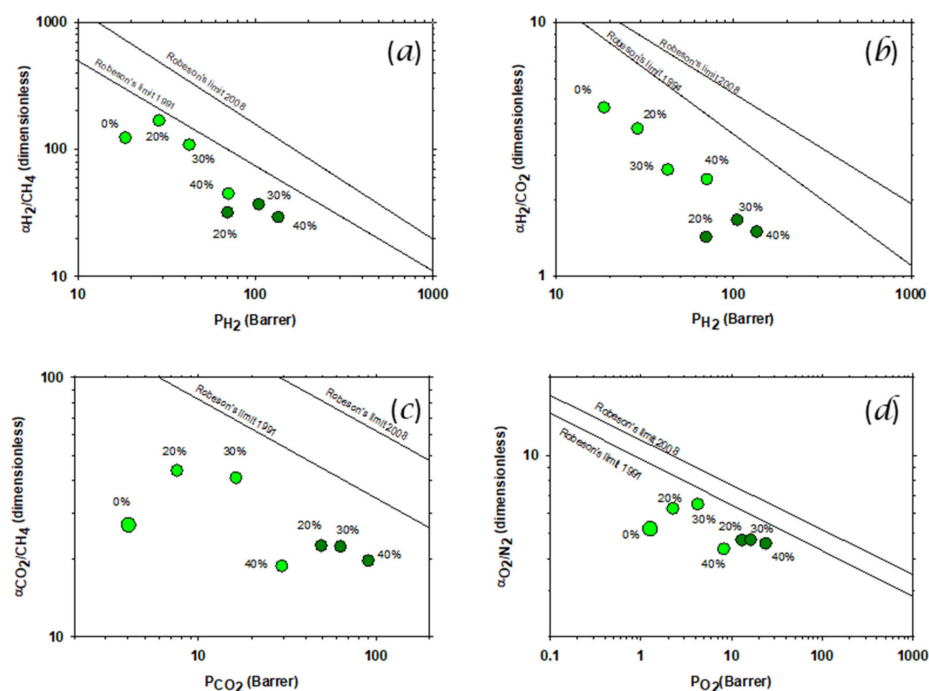 1000
(a)
Robeson's limit 2008
Robeson's limit 1991
αH2/CH4 (dimensionless)
0%
20%
30%
100
40%
30%
20%
40%
10
10
100
1000
PH2 (Barrer)
10
(b)
Robeson's limit 2008
Robeson's limit 1991
αH2/CO2 (dimensionless)
0%
20%
30%
40%
20%
30%
40%
1
10
100
1000
PH2 (Barrer)
100
(c)
Robeson's limit 1991
Robeson's limit 2008
αCO2/CH4 (dimensionless)
20%
30%
0%
20%
30%
40%
40%
10
10
100
PCO2 (Barrer)
(d)
Robeson's limit 2008
Robeson's limit 1991
αO2/N2 (dimensionless)
10
20%
0%
30%
20%
30%
40%
40%
0.1
1
10
100
1000
PO2(Barrer)